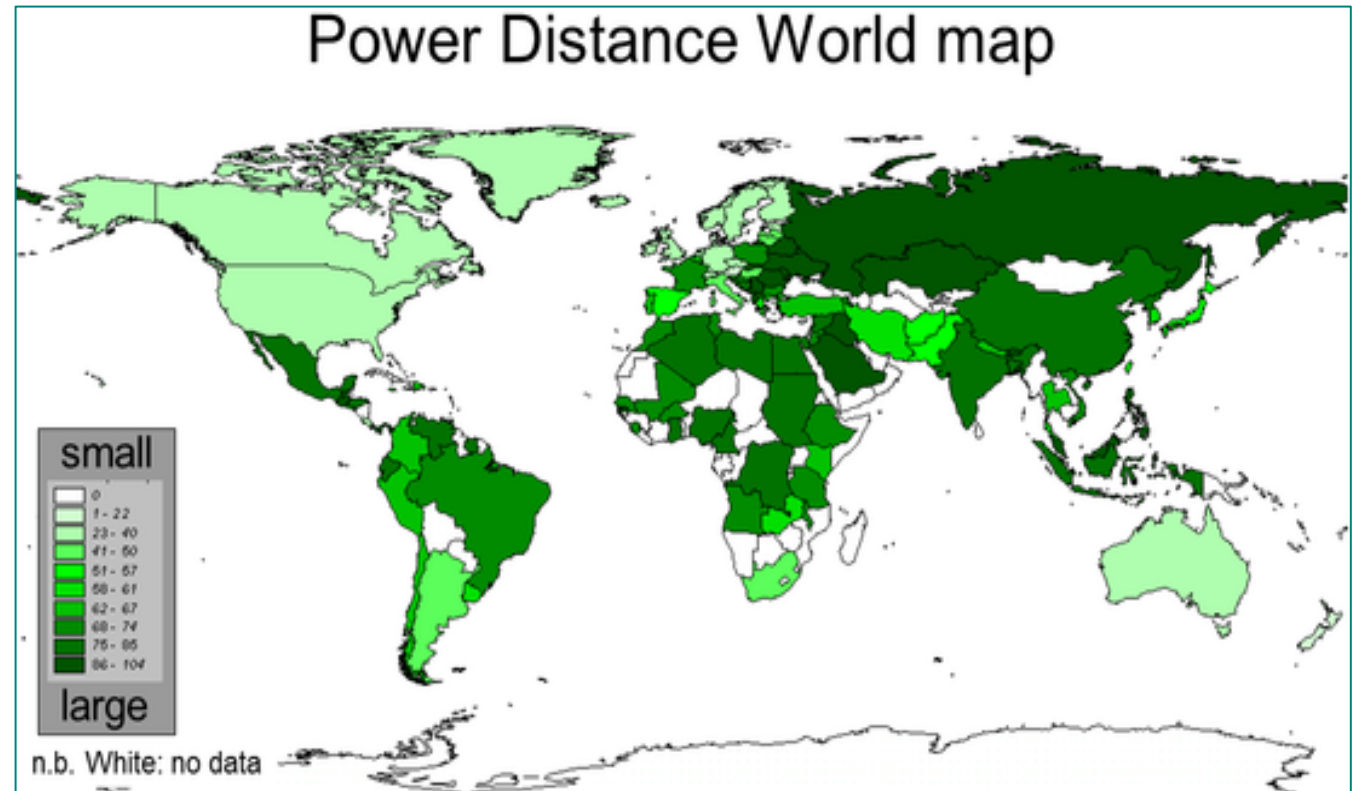 Power Distance World map
small
0
1 - 22
23 - 40
41 - 50
51 - 57
58 - 61
62 - 67
68 - 74
75 - 85
86 - 104
large
n.b. White: no data